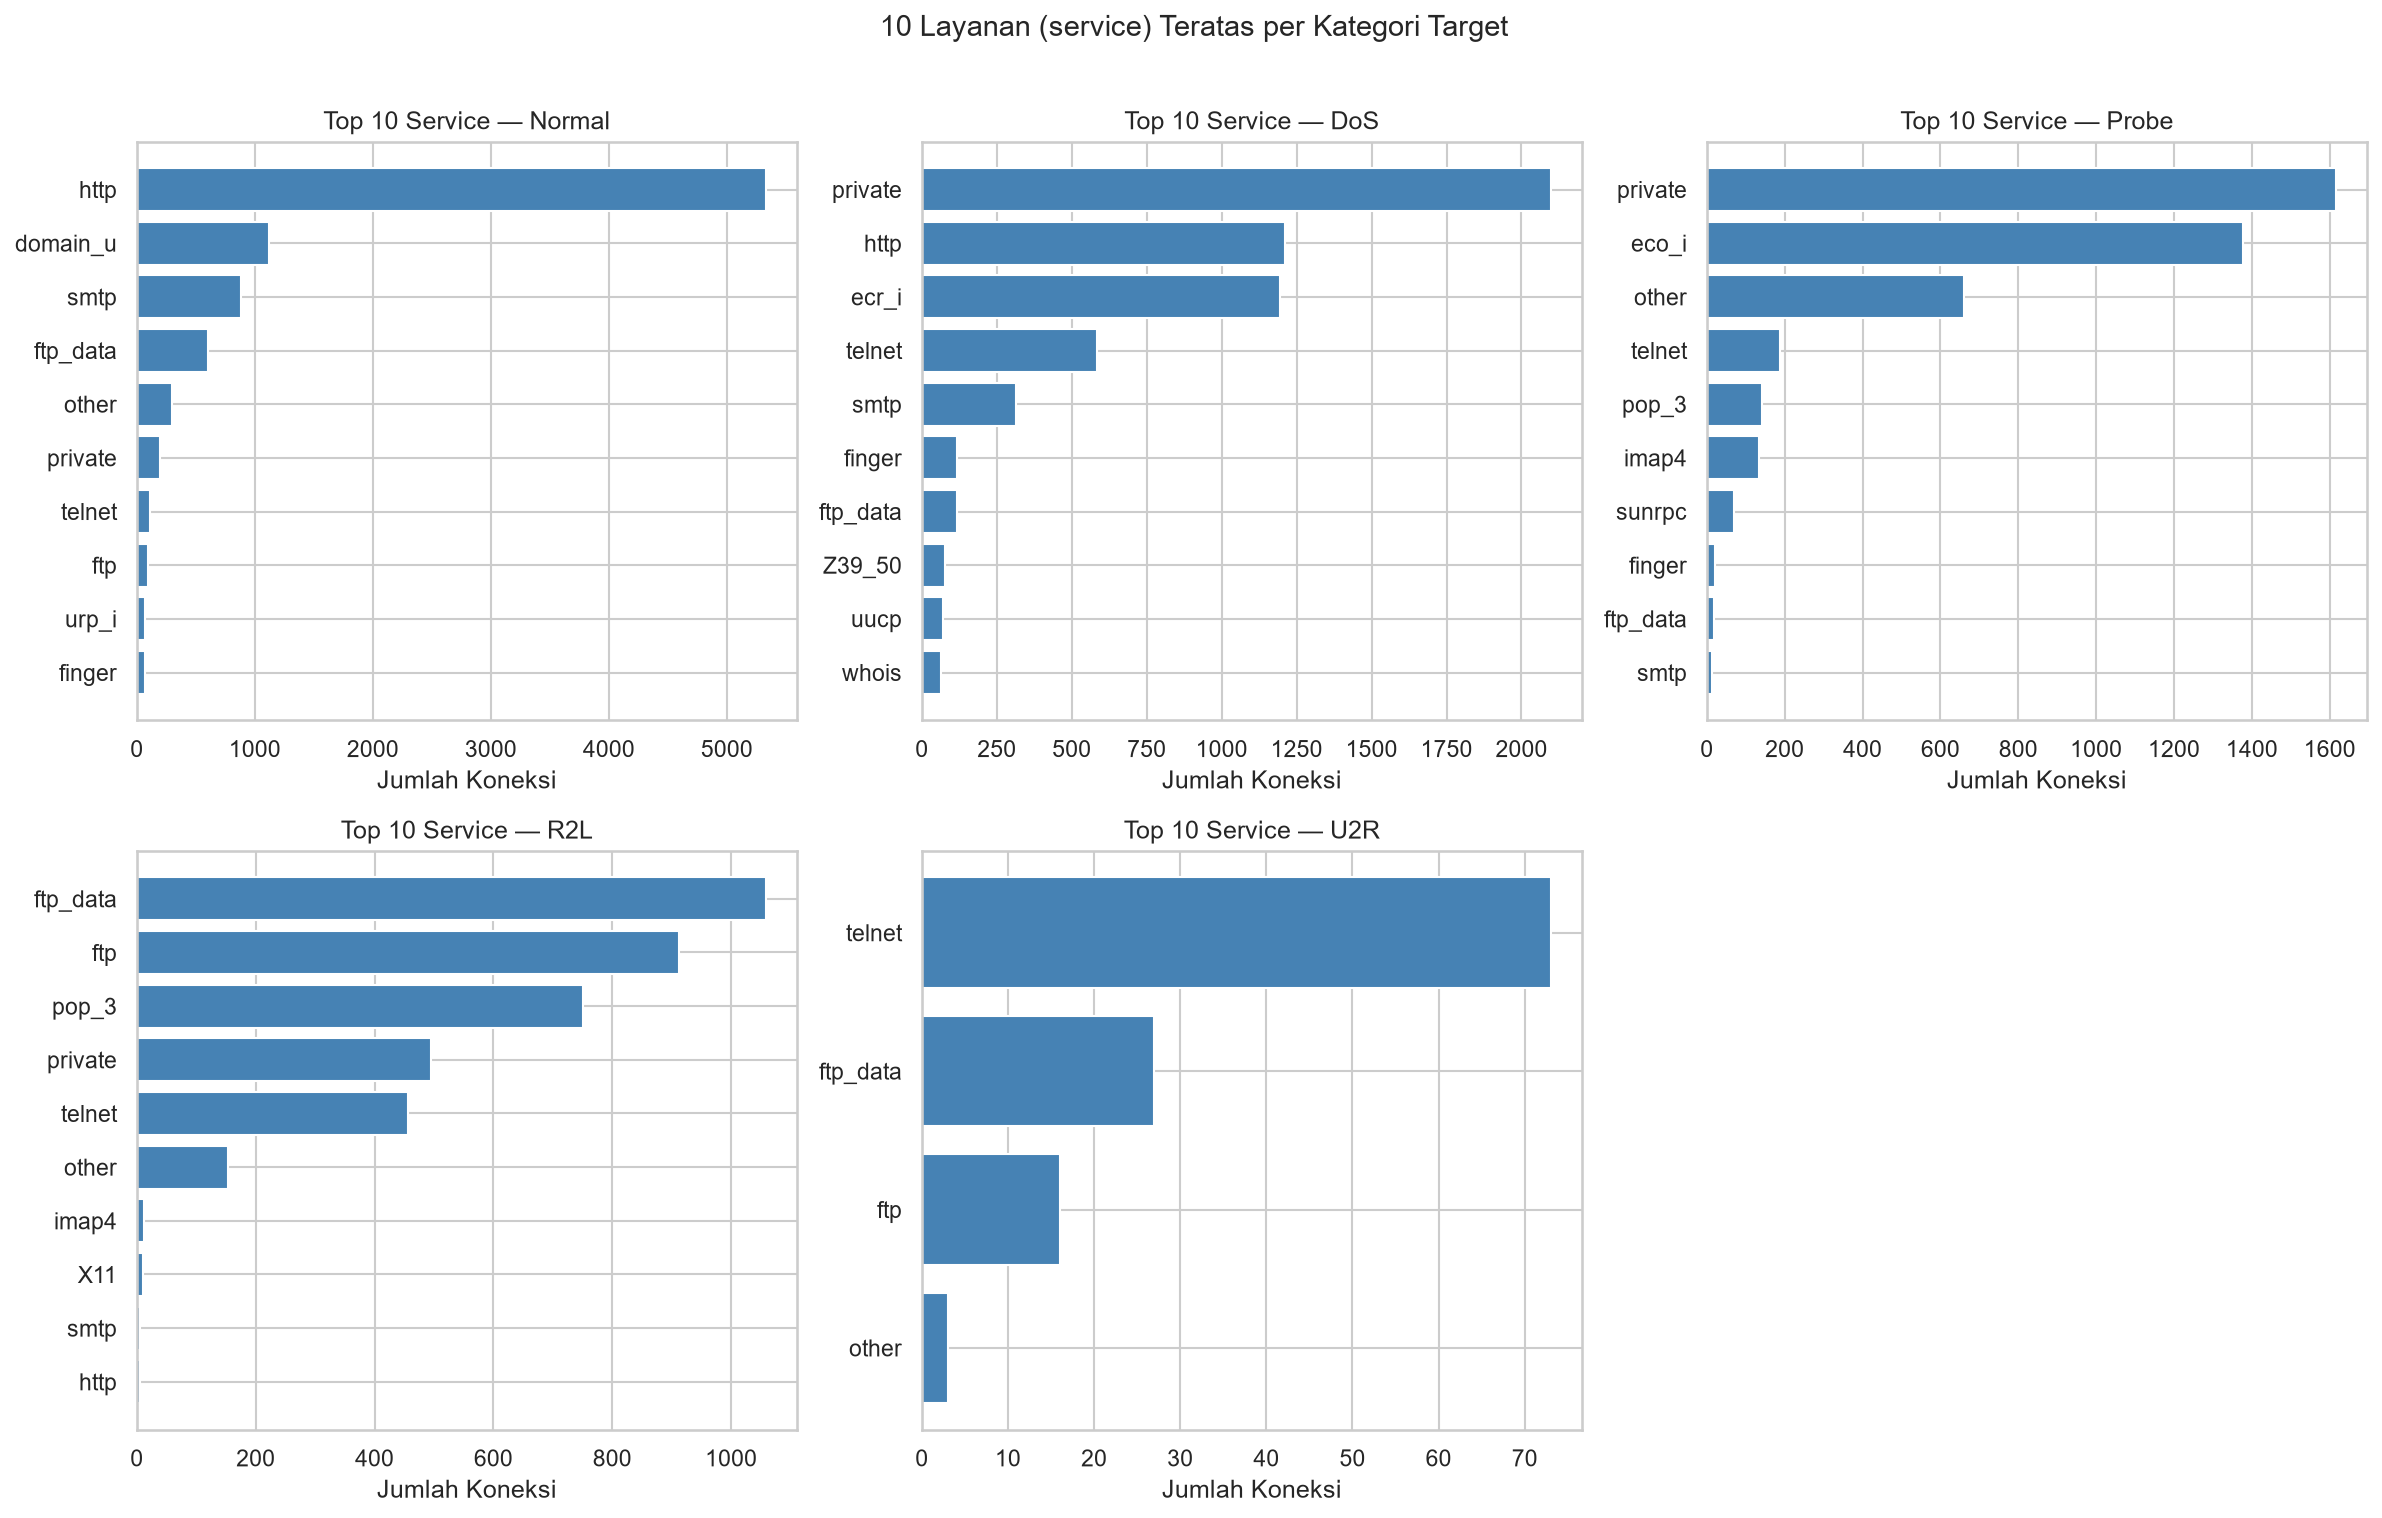 10 Layanan (service) Teratas per Kategori Target
Top 10 Service — Normal
http
domain_u
smtp
ftp_data
other
private
telnet
ftp
urp_i
finger
0 1000 2000 3000 4000 5000
Jumlah Koneksi
Top 10 Service — DoS
private
http
ecr_i
telnet
smtp
finger
ftp_data
Z39_50
uucp
whois
0 250 500 750 1000 1250 1500 1750 2000
Jumlah Koneksi
Top 10 Service — Probe
private
eco_i
other
telnet
pop_3
imap4
sunrpc
finger
ftp_data
smtp
0 200 400 600 800 1000 1200 1400 1600
Jumlah Koneksi
Top 10 Service — R2L
ftp_data
ftp
pop_3
private
telnet
other
imap4
X11
smtp
http
0 200 400 600 800 1000
Jumlah Koneksi
Top 10 Service — U2R
telnet
ftp_data
ftp
other
0 10 20 30 40 50 60 70
Jumlah Koneksi